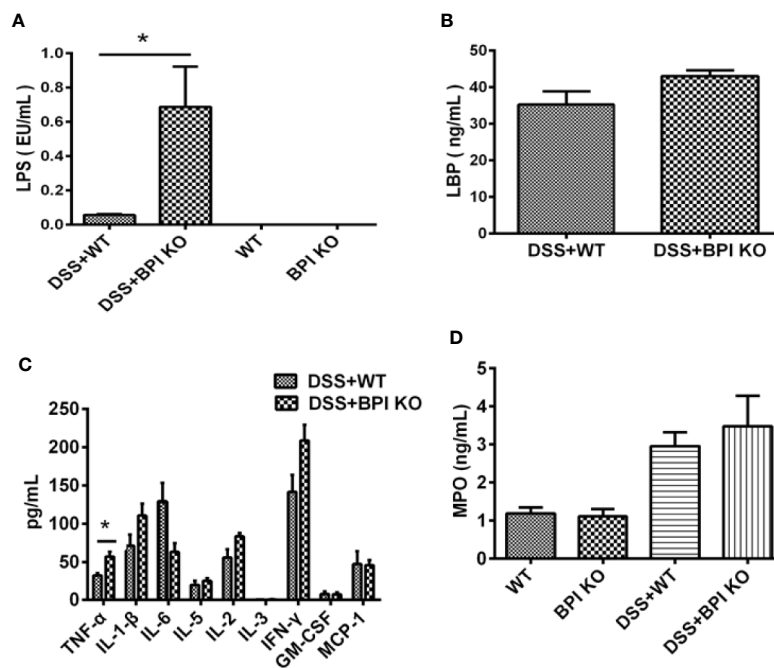 A
*
LPS ( EU/mL )
1.0
0.8
0.6
0.4
0.2
0.0
DSS+WT
DSS+BPI KO
WT
BPI KO
B
LBP ( ng/mL )
50
40
30
20
10
0
DSS+WT
DSS+BPI KO
C
DSS+WT
DSS+BPI KO
pg/mL
250
200
150
100
50
0
*
TNF-α
IL-1-β
IL-6
IL-5
IL-2
IL-3
IFN-γ
GM-CSF
MCP-1
D
MPO (ng/mL)
5
4
3
2
1
0
WT
BPI KO
DSS+WT
DSS+BPI KO